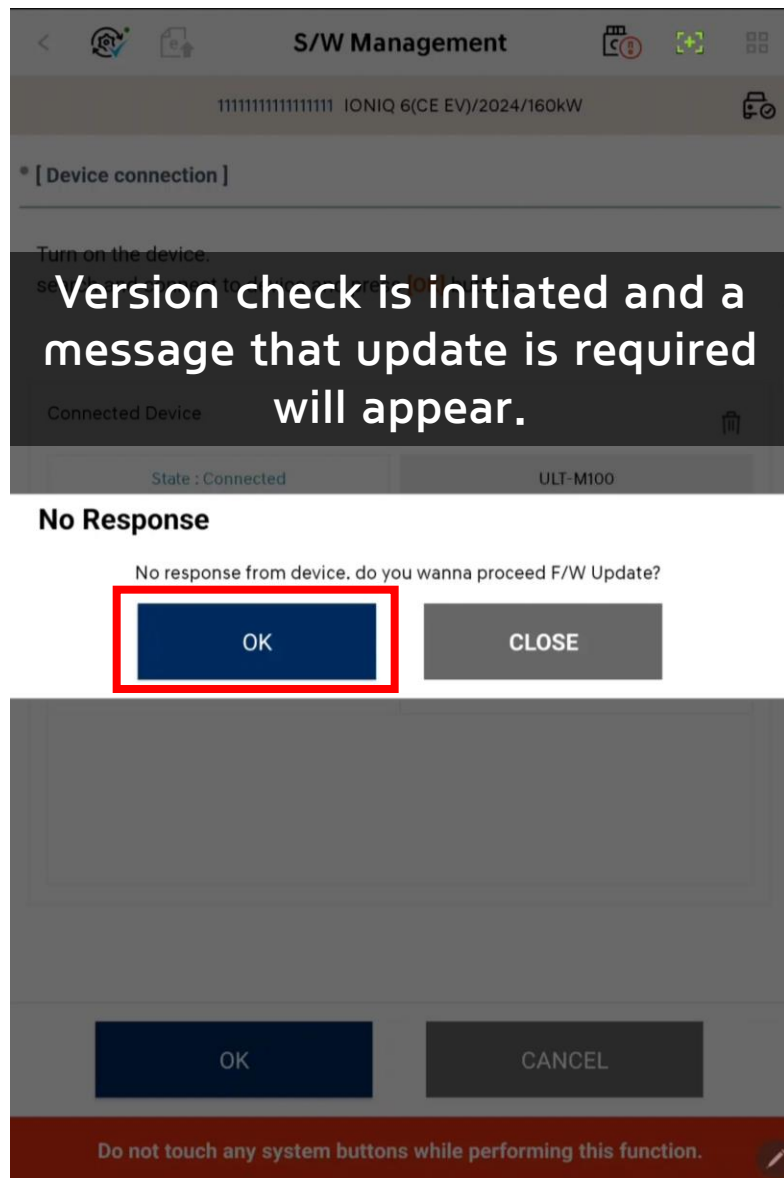 S/W Management
11111111111111111 IONIQ 6(CE EV)/2024/160kW
* [ Device connection ]
Turn on the device.
Version check is initiated and a
message that update is required
will appear.
Connected Device
State : Connected
ULT-M100
No Response
No response from device. do you wanna proceed F/W Update?
OK
CLOSE
OK
CANCEL
Do not touch any system buttons while performing this function.